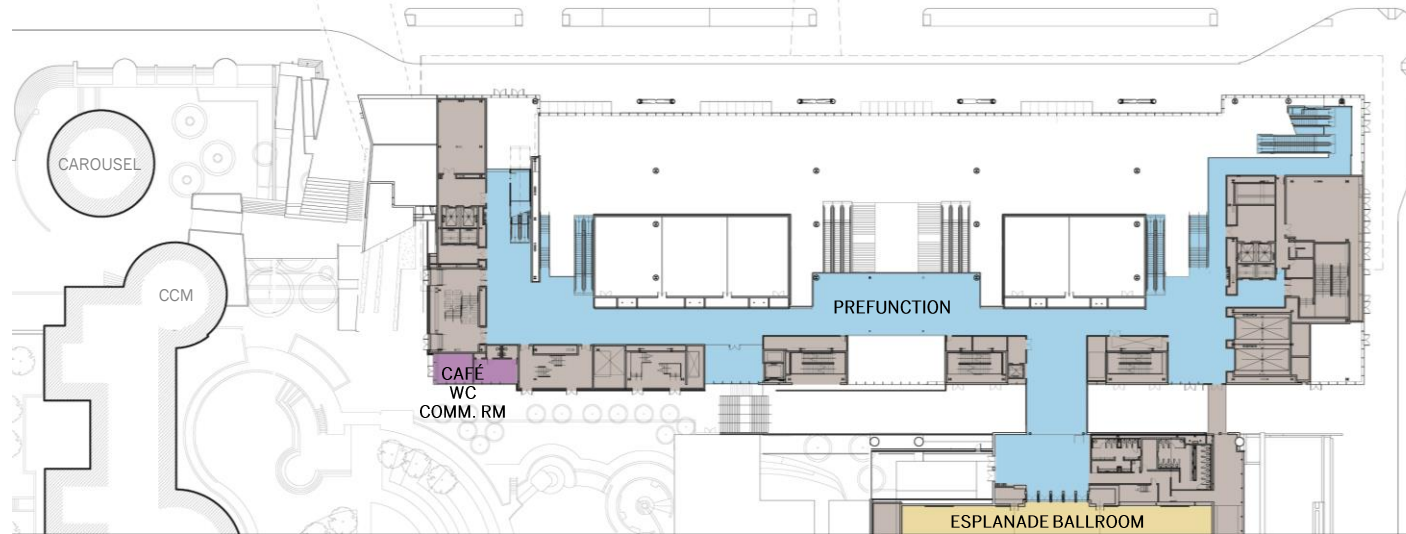 CAROUSEL
CCM
PREFUNCTION
CAFÉ
WC
COMM. RM
ESPLANADE BALLROOM